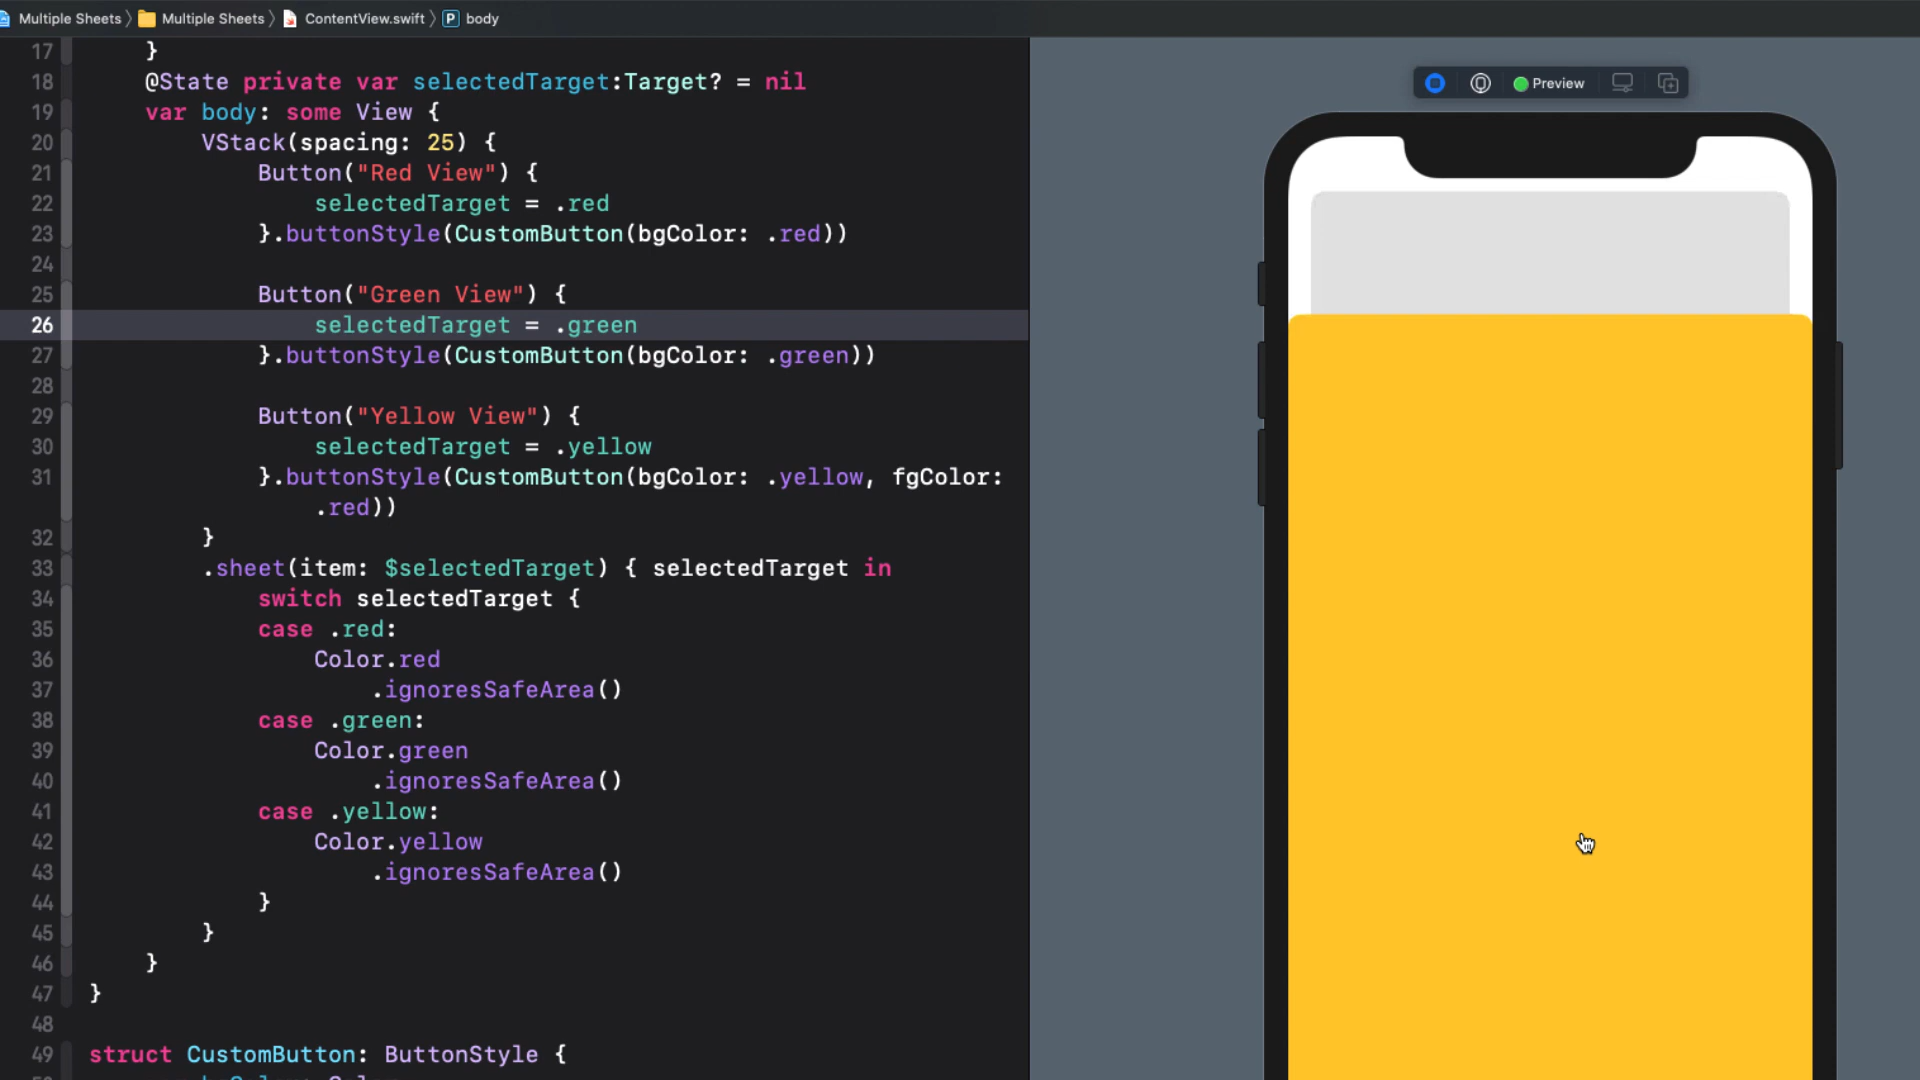 Multiple Sheets 〉 Multiple Sheets 〉 ContentView.swift 〉 P body
17 }
18 @State private var selectedTarget:Target? = nil
19 var body: some View {
20 VStack(spacing: 25) {
21 Button("Red View") {
22 selectedTarget = .red
23 }.buttonStyle(CustomButton(bgColor: .red))
24
25 Button("Green View") {
26 selectedTarget = .green
27 }.buttonStyle(CustomButton(bgColor: .green))
28
29 Button("Yellow View") {
30 selectedTarget = .yellow
31 }.buttonStyle(CustomButton(bgColor: .yellow, fgColor:
.red))
32 }
33 .sheet(item: $selectedTarget) { selectedTarget in
34 switch selectedTarget {
35 case .red:
36 Color.red
37 .ignoresSafeArea()
38 case .green:
39 Color.green
40 .ignoresSafeArea()
41 case .yellow:
42 Color.yellow
43 .ignoresSafeArea()
44 }
45 }
46 }
47 }
48
49 struct CustomButton: ButtonStyle {
Preview